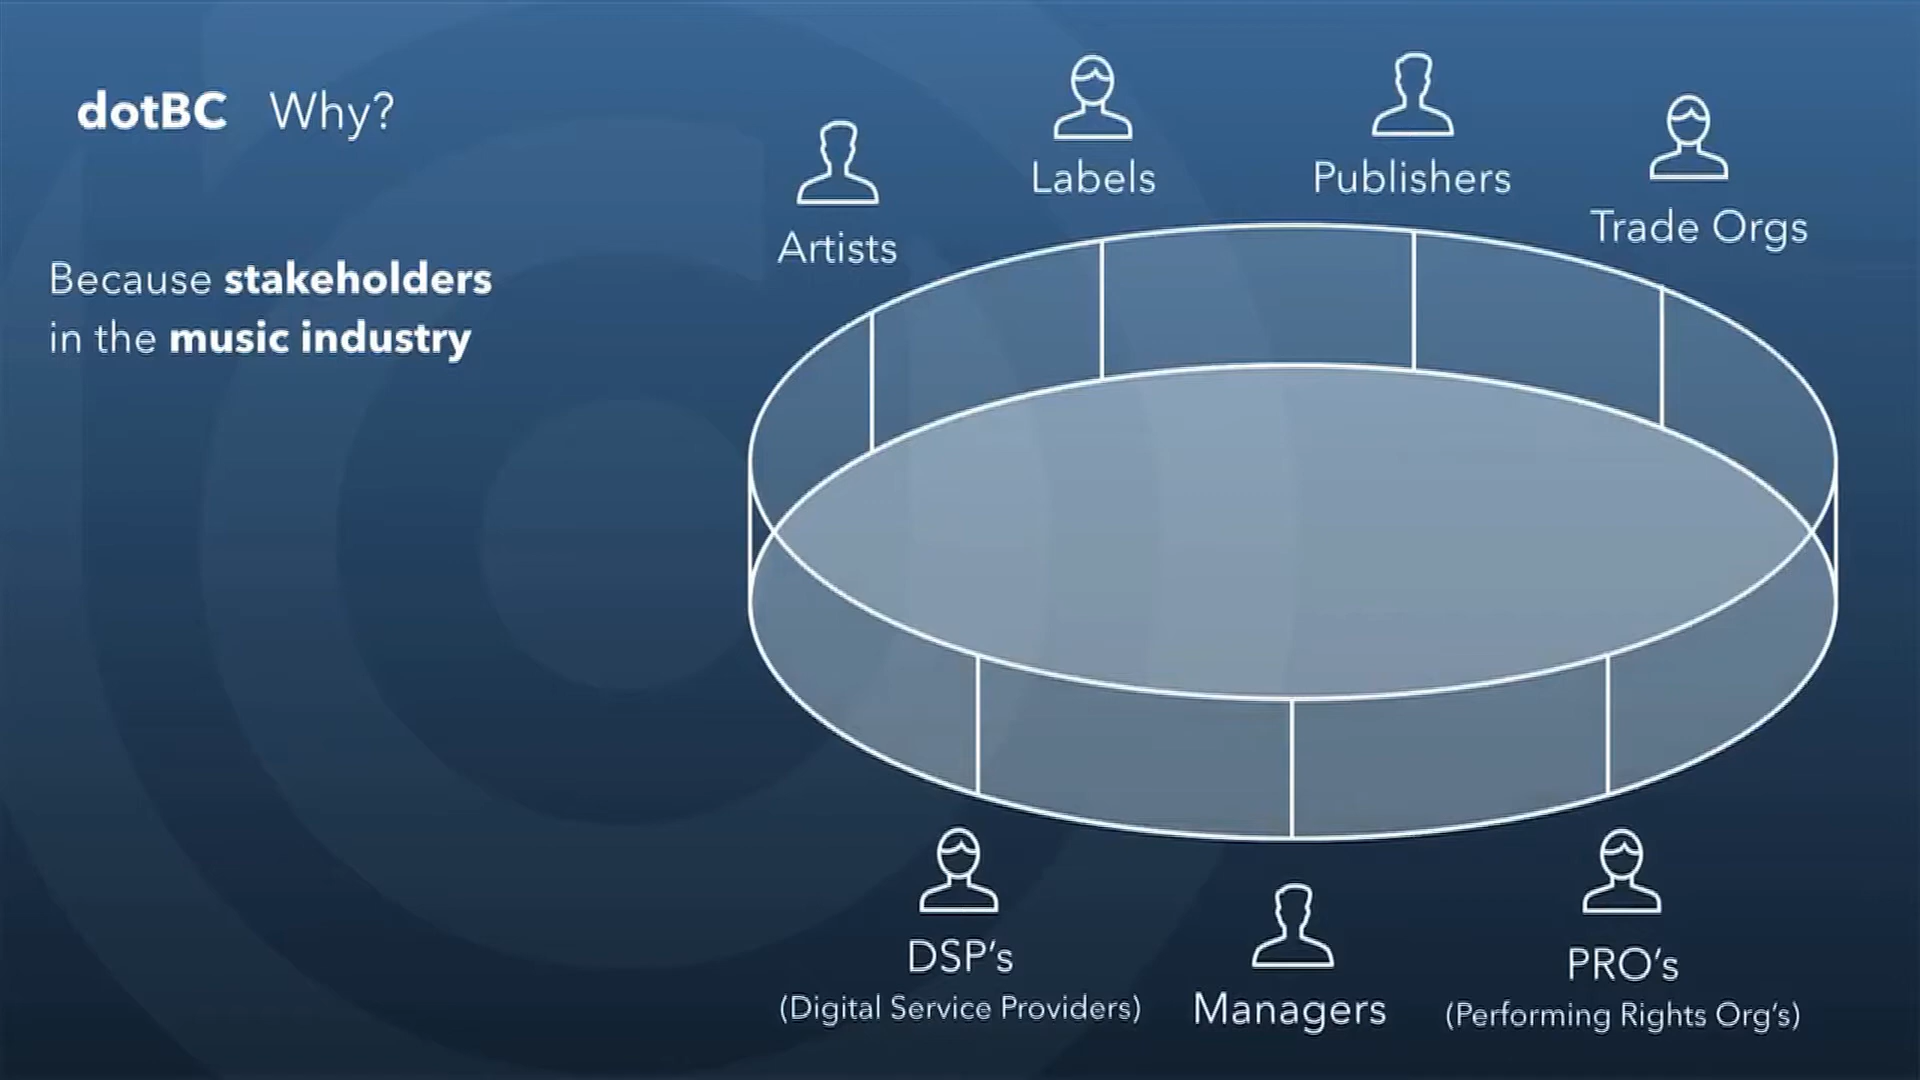 dotBC Why?
Because stakeholders
in the music industry
Artists
Labels
Publishers
Trade Orgs
DSP's
(Digital Service Providers)
Managers
PRO's
(Performing Rights Org's)